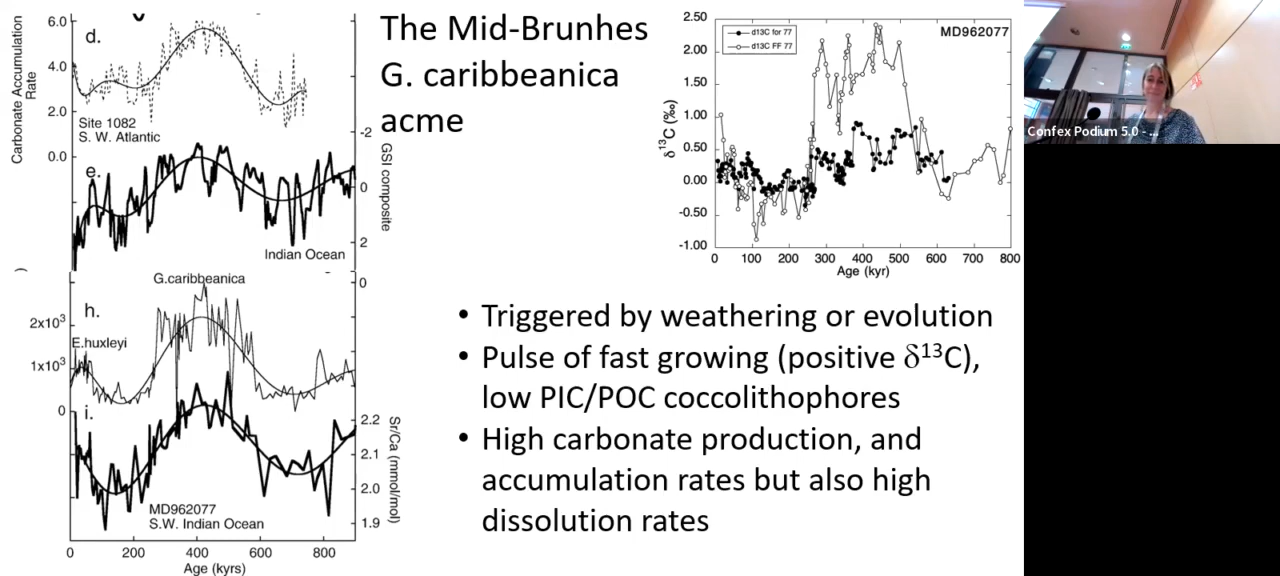 The Mid-Brunhes
G. caribbeanica
acme
Carbonate Accumulation
Rate
6.0
4.0
2.0
0.0
d.
Site 1082
S. W. Atlantic
e.
-2
0
2
GSI composite
Indian Ocean
)
G.caribbeanica
h.
2x10³
1x10³
0
E.huxleyi
0
i.
2.2
2.1
2.0
1.9
Sr/Ca (mmol/mol)
MD962077
S.W. Indian Ocean
0 200 400 600 800
Age (kyrs)
2.50
2.00
1.50
1.00
0.50
0.00
-0.50
-1.00
δ¹³C (‰)
d13C for 77
d13C FF 77
MD962077
0 100 200 300 400 500 600 700 800
Age (kyr)
• Triggered by weathering or evolution
• Pulse of fast growing (positive δ¹³C),
low PIC/POC coccolithophores
• High carbonate production, and
accumulation rates but also high
dissolution rates
Confex Podium 5.0 - ...